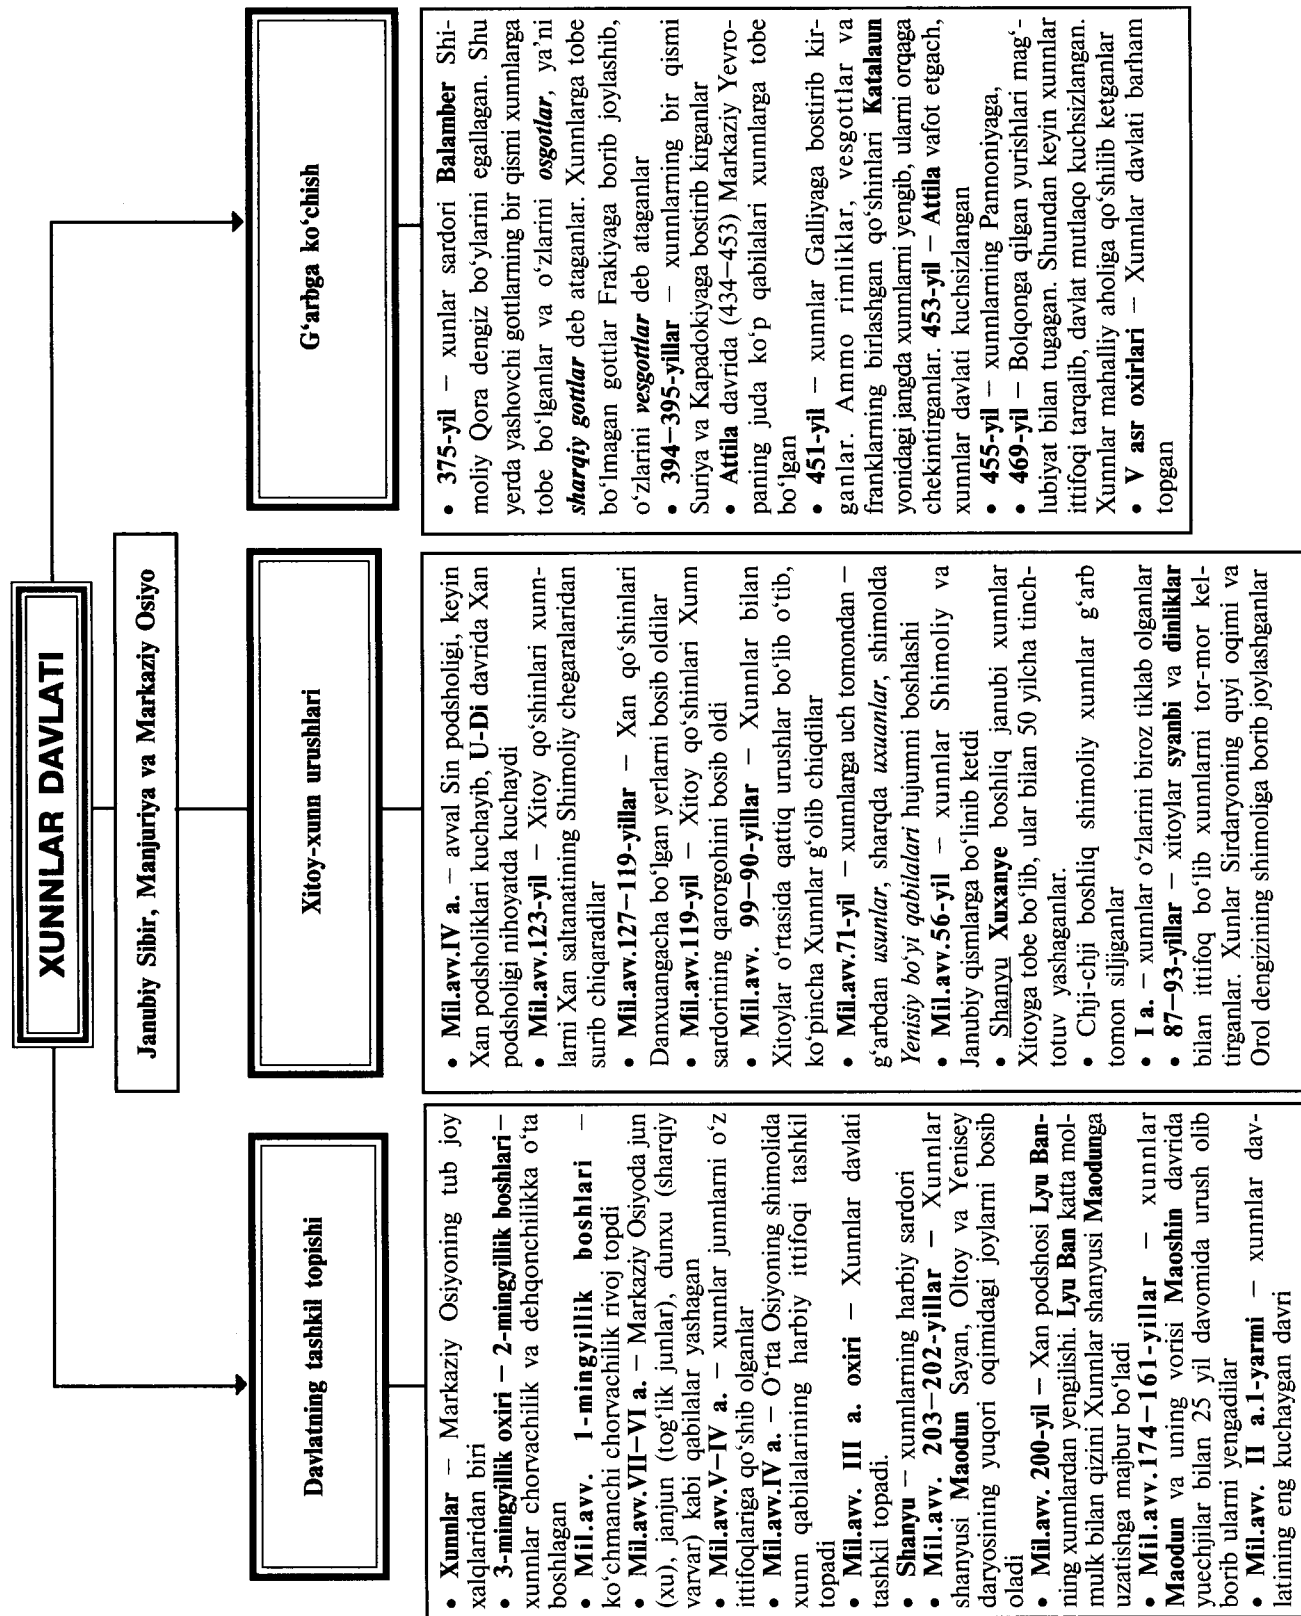 XUNNLAR DAVLATI
Janubiy Sibir, Manjuriya va Markaziy Osiyo
Davlatning tashkil topishi
• Xunnlar — Markaziy Osiyoning tub joy
xalqlaridan biri
• 3-mingyillik oxiri — 2-mingyillik boshlari—
xunnlar chorvachilik va dehqonchilikka o‘ta
boshlagan
• Mil.avv. 1-mingyillik boshlari —
ko‘chmanchi chorvachilik rivoj topdi
• Mil.avv.VII—VI a. — Markaziy Osiyoda jun
(xu), janjun (tog‘lik junlar), dunxu (sharqiy
varvar) kabi qabilalar yashagan
• Mil.avv.V—IV a. — xunnlar junnlarni o‘z
ittifoqlariga qo‘shib olganlar
• Mil.avv.IV a. — O‘rta Osiyoning shimolida
xunn qabilalarining harbiy ittifoqi tashkil
topadi
• Mil.avv. III a. oxiri — Xunnlar davlati
tashkil topadi.
• Shanyu — xunnlarning harbiy sardori
• Mil.avv. 203—202-yillar — Xunnlar
shanyusi Maodun Sayan, Oltoy va Yenisey
daryosining yuqori oqimidagi joylarni bosib
oladi
• Mil.avv. 200-yil — Xan podshosi Lyu Ban-
ning xunnlardan yengilishi. Lyu Ban katta mol-
mulk bilan qizini Xunnlar shanyusi Maodunga
uzatishga majbur bo‘ladi
• Mil.avv.174—161-yillar — xunnlar
Maodun va uning vorisi Maoshin davrida
yuechjilar bilan 25 yil davomida urush olib
borib ularni yengadilar
• Mil.avv. II a.1-yarmi — xunnlar dav-
latining eng kuchaygan davri
Xitoy-xunn urushlari
• Mil.avv.IV a. — avval Sin podsholigi, keyin
Xan podsholiklari kuchayib, U-Di davrida Xan
podsholigi nihoyatda kuchaydi
• Mil.avv.123-yil — Xitoy qo‘shinlari xunn-
larni Xan saltanatining Shimoliy chegaralaridan
surib chiqaradilar
• Mil.avv.127—119-yillar — Xan qo‘shinlari
Danxuangacha bo‘lgan yerlarni bosib oldilar
• Mil.avv.119-yil — Xitoy qo‘shinlari Xunn
sardorining qarorgohini bosib oldi
• Mil.avv. 99—90-yillar — Xunnlar bilan
Xitoylar o‘rtasida qattiq urushlar bo‘lib o‘tib,
ko‘pincha Xunnlar g‘olib chiqdilar
• Mil.avv.71-yil — xunnlarga uch tomondan —
g‘arbdan usunlar, sharqda uxuanlar, shimolda
Yenisiy bo‘yi qabilalari hujumni boshlashi
• Mil.avv.56-yil — xunnlar Shimoliy va
Janubiy qismlarga bo‘linib ketdi
• Shanyu Xuxanye boshliq janubi xunnlar
Xitoyga tobe bo‘lib, ular bilan 50 yilcha tinch-
totuv yashaganlar.
• Chji-chji boshliq shimoliy xunnlar g‘arb
tomon siljiganlar
• I a. — xunnlar o‘zlarini biroz tiklab olganlar
• 87—93-yillar — xitoylar syanbi va dinliklar
bilan ittifoq bo‘lib xunnlarni tor-mor kel-
tirganlar. Xunlar Sirdaryoning quyi oqimi va
Orol dengizining shimoliga borib joylashganlar
G‘arbga ko‘chish
• 375-yil — xunlar sardori Balamber Shi-
moliy Qora dengiz bo‘ylarini egallagan. Shu
yerda yashovchi gottlarning bir qismi xunnlarga
tobe bo‘lganlar va o‘zlarini osgotlar, ya’ni
sharqiy gottlar deb ataganlar. Xunnlarga tobe
bo‘lmagan gottlar Frakiyaga borib joylashib,
o‘zlarini vesgottlar deb ataganlar
• 394—395-yillar — xunnlarning bir qismi
Suriya va Kapadokiyaga bostirib kirganlar
• Attila davrida (434—453) Markaziy Yevro-
paning juda ko‘p qabilalari xunnlarga tobe
bo‘lgan
• 451-yil — xunnlar Galliyaga bostirib kir-
ganlar. Ammo rimliklar, vesgottlar va
franklarning birlashgan qo‘shinlari Katalaun
yonidagi jangda xunnlarni yengib, ularni orqaga
chekintirganlar. 453-yil — Attila vafot etgach,
xunnlar davlati kuchsizlangan
• 455-yil — xunnlarning Pannoniyaga,
• 469-yil — Bolqonga qilgan yurishlari mag‘-
lubiyat bilan tugagan. Shundan keyin xunnlar
ittifoqi tarqalib, davlat mutlaqo kuchsizlangan.
Xunnlar mahalliy aholiga qo‘shilib ketganlar
• V asr oxirlari — Xunnlar davlati barham
topgan